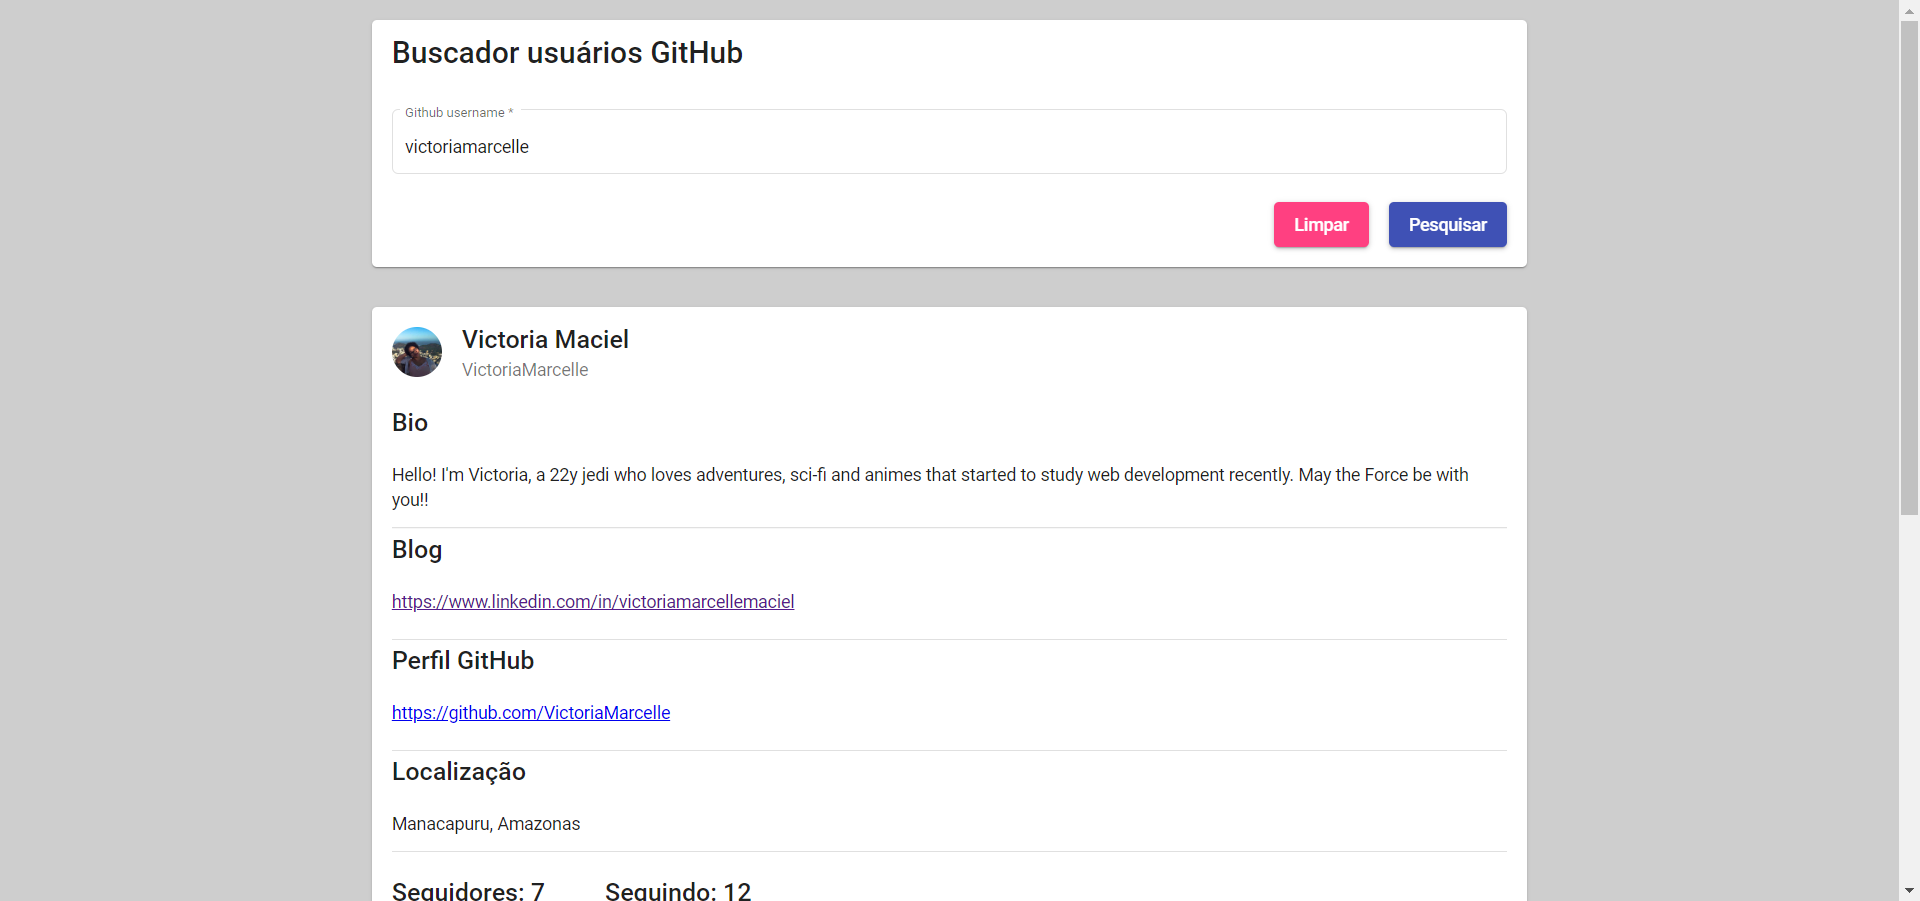 Buscador usuários GitHub
Github username *
victoriamarcelle
Limpar
Pesquisar
Victoria Maciel
VictoriaMarcelle
Bio
Hello! I'm Victoria, a 22y jedi who loves adventures, sci-fi and animes that started to study web development recently. May the Force be with
you!!
Blog
https://www.linkedin.com/in/victoriamarcellemaciel
Perfil GitHub
https://github.com/VictoriaMarcelle
Localização
Manacapuru, Amazonas
Seguidores: 7 Seguindo: 12